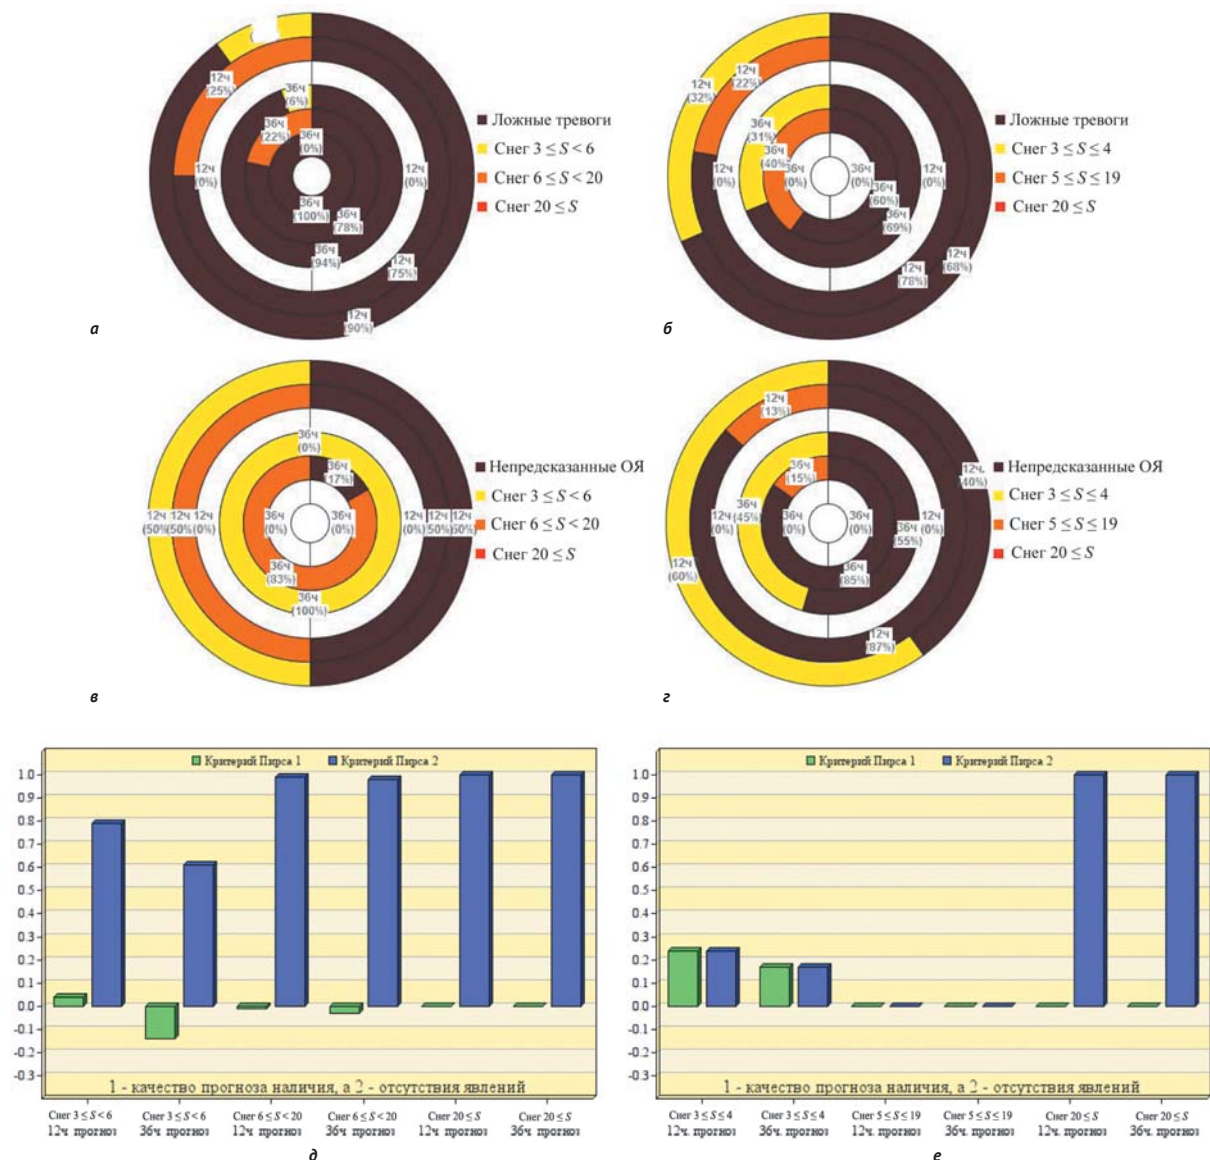 12ч
(25%)
36ч
(6%)
36ч
(22%)
36ч
(0%)
12ч
(0%)
12ч
(0%)
36ч
(100%)
36ч
(78%)
36ч
(94%)
12ч
(75%)
12ч
(90%)
Ложные тревоги
Снег 3 ≤ S < 6
Снег 6 ≤ S < 20
Снег 20 ≤ S
а
12ч
(32%)
12ч
(22%)
36ч
(31%)
36ч
(40%)
12ч
(0%)
36ч
(0%)
36ч
(0%)
12ч
(0%)
36ч
(60%)
36ч
(69%)
12ч
(68%)
12ч
(78%)
Ложные тревоги
Снег 3 ≤ S ≤ 4
Снег 5 ≤ S ≤ 19
Снег 20 ≤ S
б
36ч
(0%)
36ч
(17%)
12ч
(50%)
12ч
(50%)
12ч
(0%)
36ч
(0%)
36ч
(0%)
12ч
(0%)
12ч
(50%)
12ч
36ч
(83%)
36ч
(100%)
Непредсказанные ОЯ
Снег 3 ≤ S < 6
Снег 6 ≤ S < 20
Снег 20 ≤ S
в
12ч
(13%)
36ч
(15%)
12ч.
(40%)
36ч
(45%)
12ч
(0%)
36ч
(0%)
36ч
(0%)
12ч
(0%)
36ч
(55%)
12ч
(60%)
36ч
(85%)
12ч
(87%)
Непредсказанные ОЯ
Снег 3 ≤ S ≤ 4
Снег 5 ≤ S ≤ 19
Снег 20 ≤ S
г
Критерий Пирса 1 Критерий Пирса 2
1.0
0.9
0.8
0.7
0.6
0.5
0.4
0.3
0.2
0.1
0.0
-0.1
-0.2
-0.3
1 - качество прогноза наличия, а 2 - отсутствия явлений
Снег 3 ≤ S < 6 Снег 3 ≤ S < 6 Снег 6 ≤ S < 20 Снег 6 ≤ S < 20 Снег 20 ≤ S Снег 20 ≤ S
12ч. прогноз 36ч. прогноз 12ч. прогноз 36ч. прогноз 12ч. прогноз 36ч. прогноз
д
Критерий Пирса 1 Критерий Пирса 2
1.0
0.9
0.8
0.7
0.6
0.5
0.4
0.3
0.2
0.1
0.0
-0.1
-0.2
-0.3
1 - качество прогноза наличия, а 2 - отсутствия явлений
Снег 3 ≤ S ≤ 4 Снег 3 ≤ S ≤ 4 Снег 5 ≤ S ≤ 19 Снег 5 ≤ S ≤ 19 Снег 20 ≤ S Снег 20 ≤ S
12ч. прогноз 36ч. прогноз 12ч. прогноз 36ч. прогноз 12ч. прогноз 36ч. прогноз
е